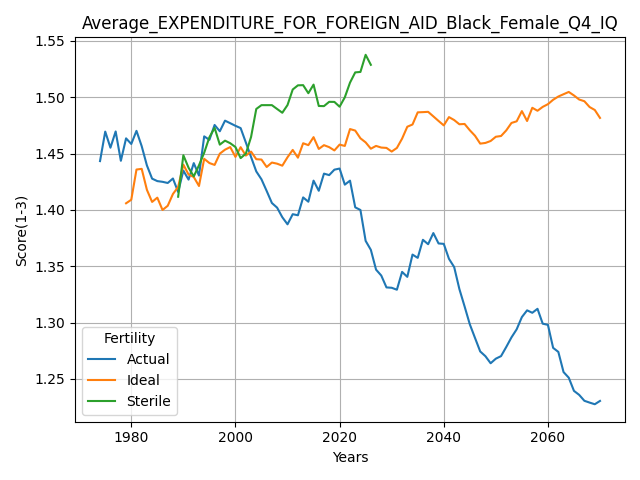 Average_EXPENDITURE_FOR_FOREIGN_AID_Black_Female_Q4_IQ
1.55
1.50
1.45
1.40
1.35
1.30
1.25
Score(1-3)
Fertility
Actual
Ideal
Sterile
1980
2000
2020
2040
2060
Years